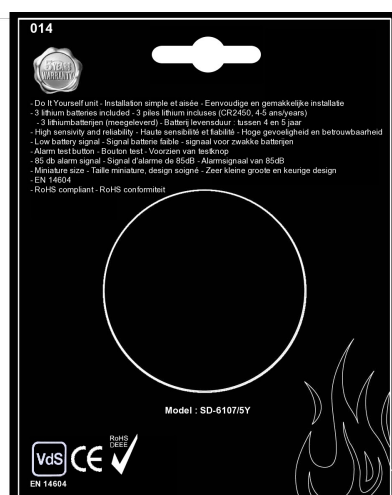 014
5 YEARS
WARRANTY
- Do It Yourself unit - Installation simple et aisée - Eenvoudige en gemakkelijke installatie
- 3 lithium batteries included - 3 piles lithium incluses (CR2450, 4-5 ans/years)
- 3 lithiumbatterijen (meegeleverd) - Batterij levensduur : tussen 4 en 5 jaar
- High sensivity and reliability - Haute sensibilité et fiabilité - Hoge gevoeligheid en betrouwbaarheid
- Low battery signal - Signal batterie faible - signaal voor zwakke batterijen
- Alarm test button - Bouton test - Voorzien van testknop
- 85 db alarm signal - Signal d'alarme de 85dB - Alarmsignaal van 85dB
- Miniature size - Taille miniature, design soigné - Zeer kleine groote en keurige design
- EN 14604
- RoHS compliant - RoHS conformiteit
Model : SD-6107/5Y
VdS
CE
RoHS
DEEE
EN 14604